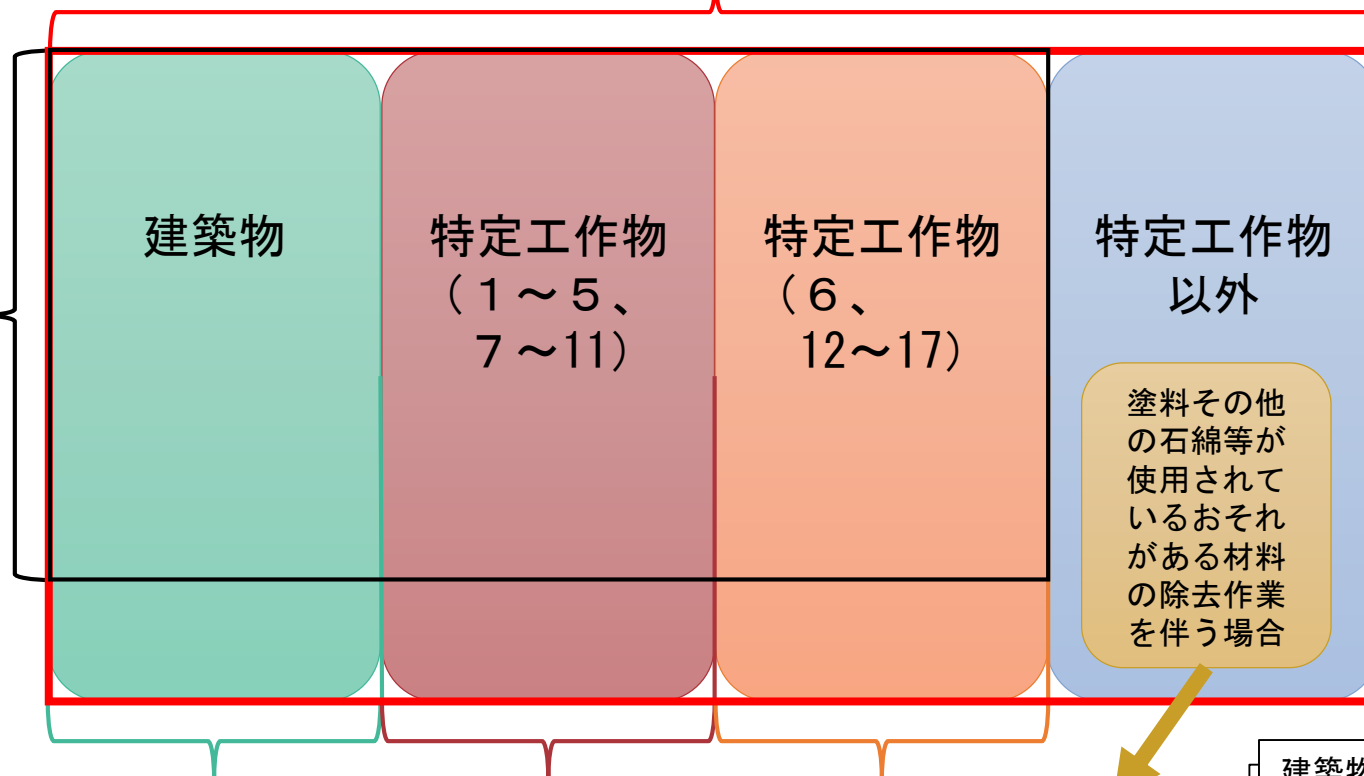 建築物
特定工作物
（１～５、
７～11）
特定工作物
（６、
12～17）
特定工作物
以外
塗料その他
の石綿等が
使用されて
いるおそれ
がある材料
の除去作業
を伴う場合
建築物